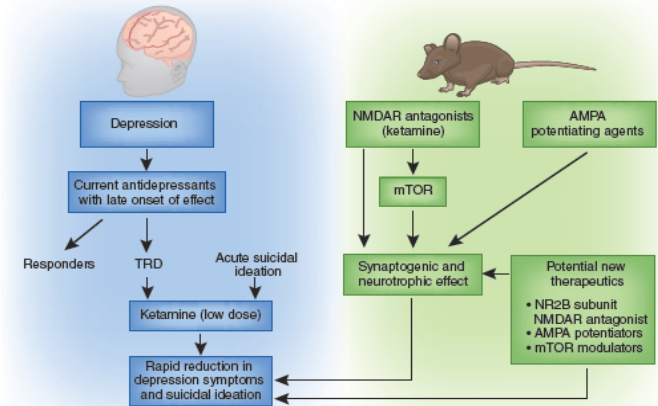 Depression
Current antidepressants
with late onset of effect
Responders
TRD
Acute suicidal
ideation
Ketamine (low dose)
Rapid reduction in
depression symptoms
and suicidal ideation
NMDAR antagonists
(ketamine)
AMPA
potentiating agents
mTOR
Synaptogenic and
neurotrophic effect
Potential new
therapeutics
• NR2B subunit
NMDAR antagonist
• AMPA potentiators
• mTOR modulators